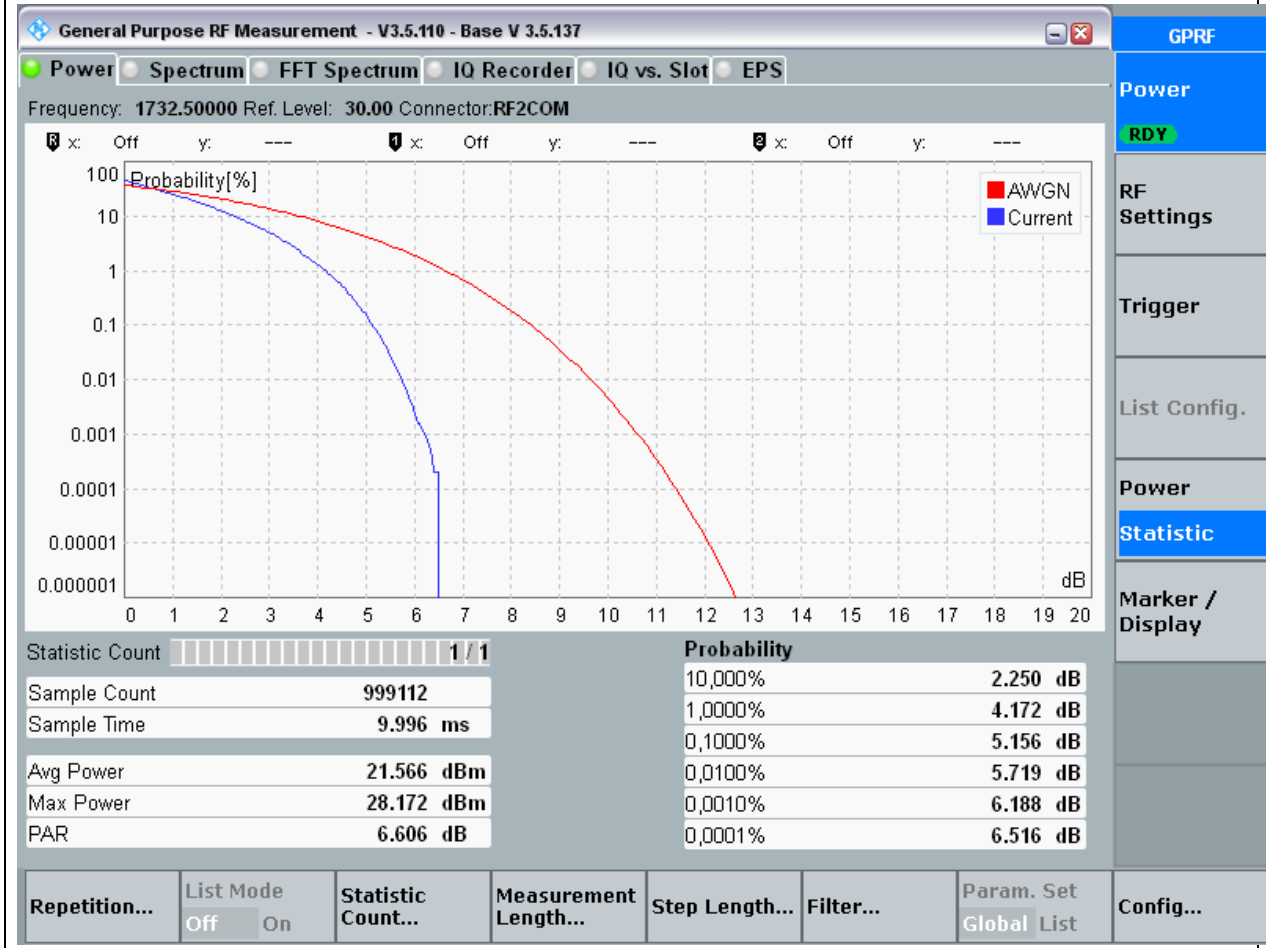 General Purpose RF Measurement - V3.5.110 - Base V 3.5.137
GPRF
Power Spectrum FFT Spectrum IQ Recorder IQ vs. Slot EPS
Frequency: 1732.50000 Ref. Level: 30.00 Connector:RF2COM
Power
RDY
R x: Off y: --- 1 x: Off y: --- 2 x: Off y: ---
Probability[%]
100
10
1
0.1
0.01
0.001
0.0001
0.00001
0.000001
AWGN
Current
dB
0 1 2 3 4 5 6 7 8 9 10 11 12 13 14 15 16 17 18 19 20
RF
Settings
Trigger
List Config.
Power
Statistic
Marker /
Display
Statistic Count 1 / 1
Sample Count 999112
Sample Time 9.996 ms
Avg Power 21.566 dBm
Max Power 28.172 dBm
PAR 6.606 dB
Probability
10,000% 2.250 dB
1,0000% 4.172 dB
0,1000% 5.156 dB
0,0100% 5.719 dB
0,0010% 6.188 dB
0,0001% 6.516 dB
Repetition...
List Mode
Off On
Statistic
Count...
Measurement
Length...
Step Length...
Filter...
Param. Set
Global List
Config...